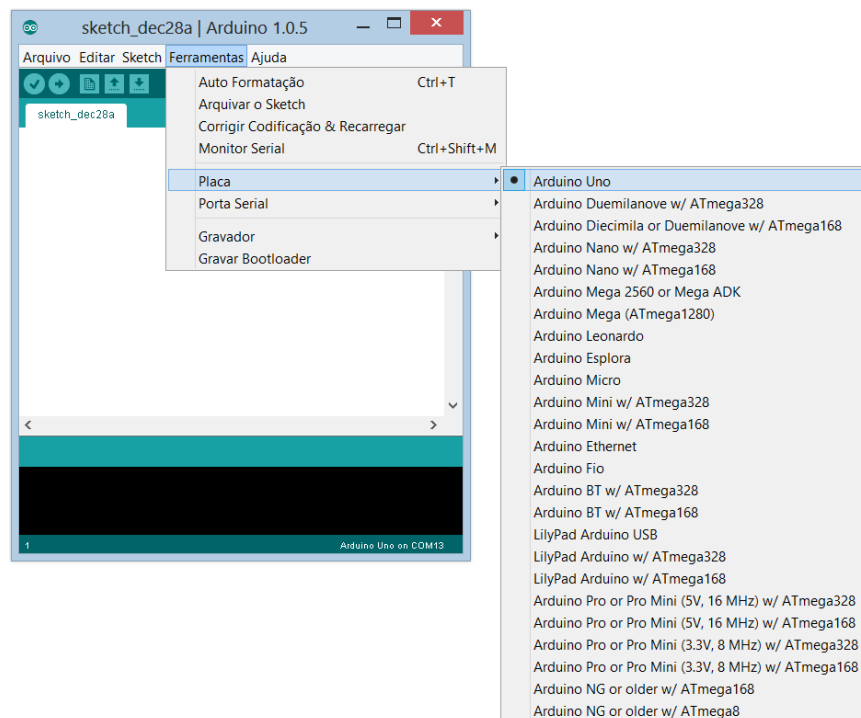 sketch_dec28a | Arduino 1.0.5
Arquivo Editar Sketch Ferramentas Ajuda
sketch_dec28a
Auto Formatação Ctrl+T
Arquivar o Sketch
Corrigir Codificação & Recarregar
Monitor Serial Ctrl+Shift+M
Placa
Porta Serial
Gravador
Gravar Bootloader
Arduino Uno
Arduino Duemilanove w/ ATmega328
Arduino Diecimila or Duemilanove w/ ATmega168
Arduino Nano w/ ATmega328
Arduino Nano w/ ATmega168
Arduino Mega 2560 or Mega ADK
Arduino Mega (ATmega1280)
Arduino Leonardo
Arduino Esplora
Arduino Micro
Arduino Mini w/ ATmega328
Arduino Mini w/ ATmega168
Arduino Ethernet
Arduino Fio
Arduino BT w/ ATmega328
Arduino BT w/ ATmega168
LilyPad Arduino USB
LilyPad Arduino w/ ATmega328
LilyPad Arduino w/ ATmega168
Arduino Pro or Pro Mini (5V, 16 MHz) w/ ATmega328
Arduino Pro or Pro Mini (5V, 16 MHz) w/ ATmega168
Arduino Pro or Pro Mini (3.3V, 8 MHz) w/ ATmega328
Arduino Pro or Pro Mini (3.3V, 8 MHz) w/ ATmega168
Arduino NG or older w/ ATmega168
Arduino NG or older w/ ATmega8
1 Arduino Uno on COM13